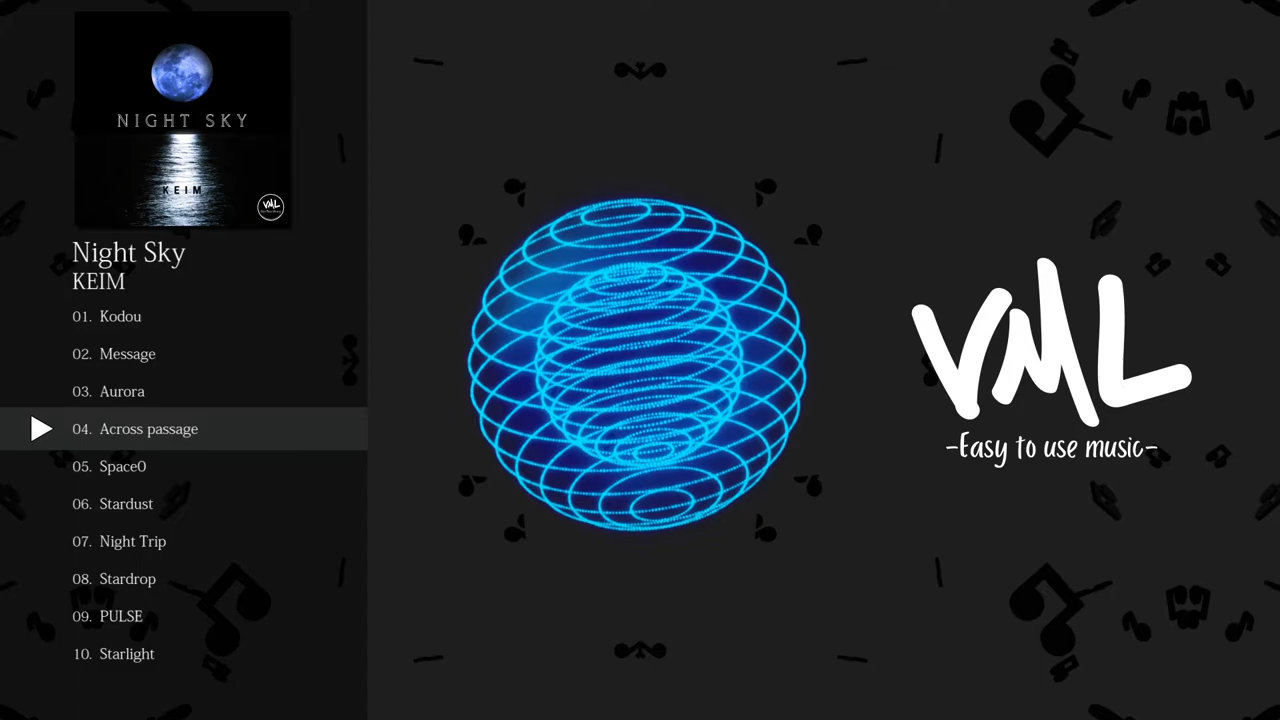 NIGHT SKY
KEIM
VML
Night Sky
KEIM
01. Kodou
02. Message
03. Aurora
04. Across passage
05. Space0
06. Stardust
07. Night Trip
08. Stardrop
09. PULSE
10. Starlight
VML
-Easy to use music-